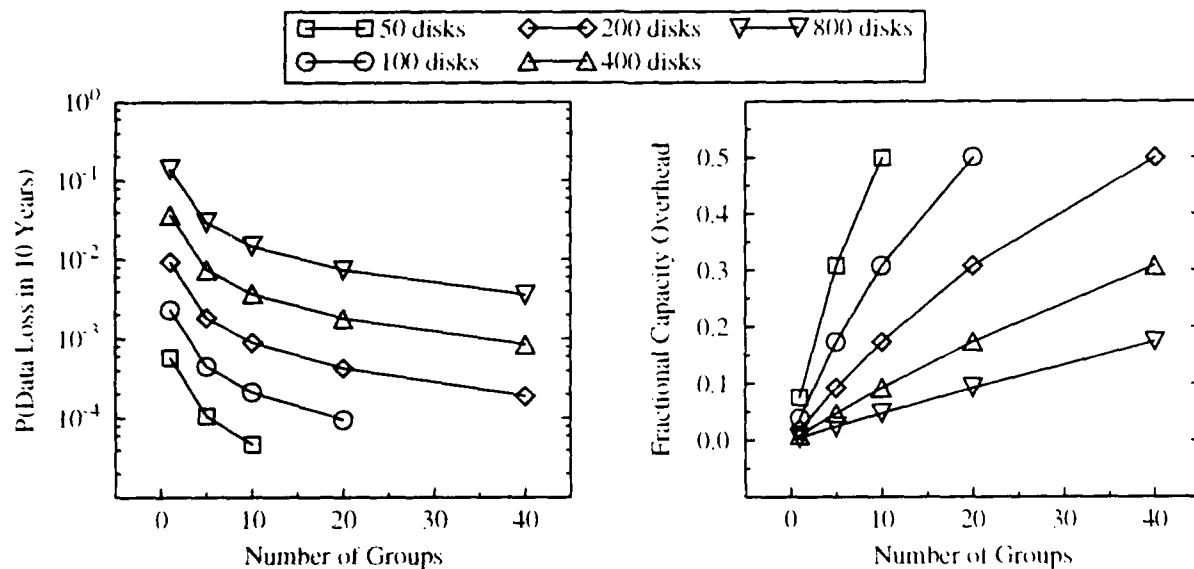 50 disks 200 disks 800 disks
100 disks 400 disks
10^0
10^-1
10^-2
10^-3
10^-4
P(Data Loss in 10 Years)
0 10 20 30 40
Number of Groups
0.5
0.4
0.3
0.2
0.1
0.0
Fractional Capacity Overhead
0 10 20 30 40
Number of Groups